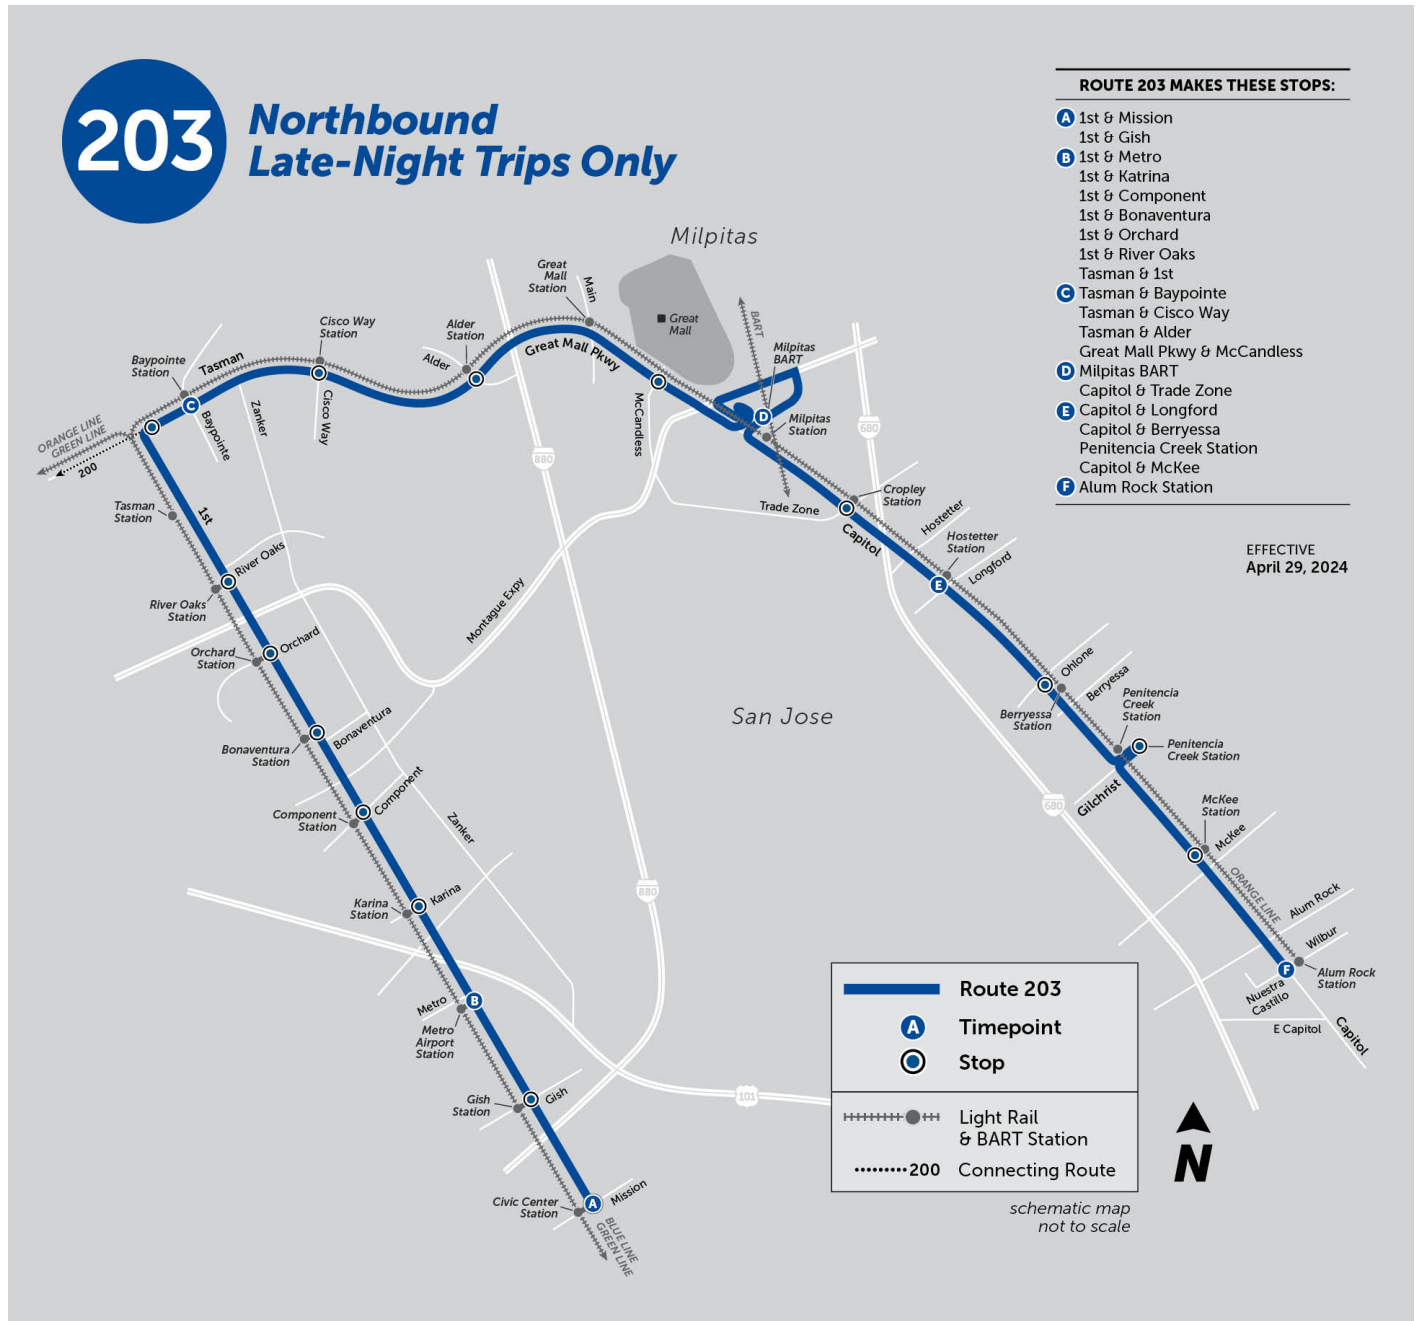 203
Northbound
Late-Night Trips Only
ROUTE 203 MAKES THESE STOPS:
A 1st & Mission
1st & Gish
B 1st & Metro
1st & Katrina
1st & Component
1st & Bonaventura
1st & Orchard
1st & River Oaks
Tasman & 1st
C Tasman & Baypointe
Tasman & Cisco Way
Tasman & Alder
Great Mall Pkwy & McCandless
D Milpitas BART
Capitol & Trade Zone
E Capitol & Longford
Capitol & Berryessa
Penitencia Creek Station
Capitol & McKee
F Alum Rock Station
EFFECTIVE
April 29, 2024
Milpitas
Great
Mall
Station
Main
Great
Mall
BART
Milpitas
BART
Cisco Way
Station
Alder
Station
Alder
Great Mall Pkwy
Baypointe
Station
Tasman
C
Baypointe
Zanker
Cisco Way
McCandless
D
Milpitas
Station
680
ORANGE LINE
GREEN LINE
200
880
Tasman
Station
1st
Trade Zone
Capitol
Cropley
Station
Hostetter
Hostetter
Station
Longford
E
River Oaks
River Oaks
Station
Montague Expy
Orchard
Orchard
Station
Ohlone
Berryessa
Berryessa
Station
Penitencia
Creek
Station
Penitencia
Creek Station
San Jose
Bonaventura
Bonaventura
Station
Component
Component
Station
Zanker
680
Gilchrist
McKee
Station
McKee
ORANGE LINE
Alum Rock
Wilbur
F
Alum Rock
Station
Nuestra
Castillo
E Capitol
Capitol
880
Karina
Karina
Station
Metro
B
Metro
Airport
Station
Gish
Gish
Station
101
Civic Center
Station
A
Mission
BLUE LINE
GREEN LINE
Route 203
A Timepoint
Stop
Light Rail
& BART Station
200 Connecting Route
schematic map
not to scale
N